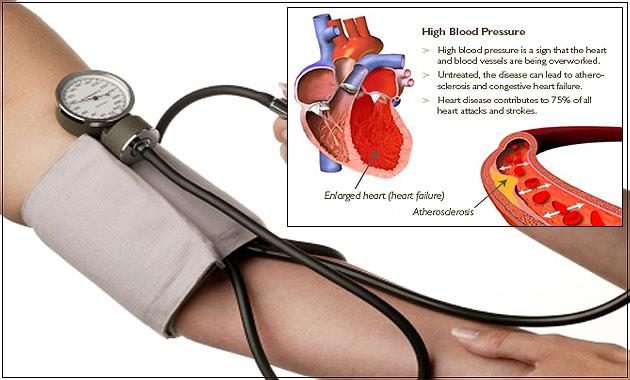 High Blood Pressure
> High blood pressure is a sign that the heart
and blood vessels are being overworked.
> Untreated, the disease can lead to athero-
sclerosis and congestive heart failure.
> Heart disease contributes to 75% of all
heart attacks and strokes.
Enlarged heart (heart failure)
Atherosclerosis